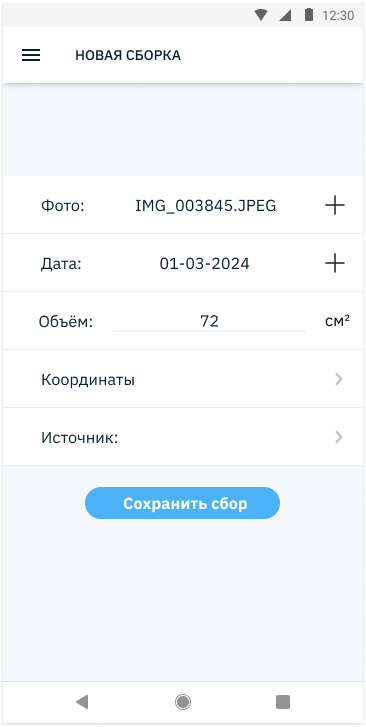 12:30
НОВАЯ СБОРКА
Фото: IMG_003845.JPEG
Дата: 01-03-2024
Объём: 72 см²
Координаты
Источник:
Сохранить сбор